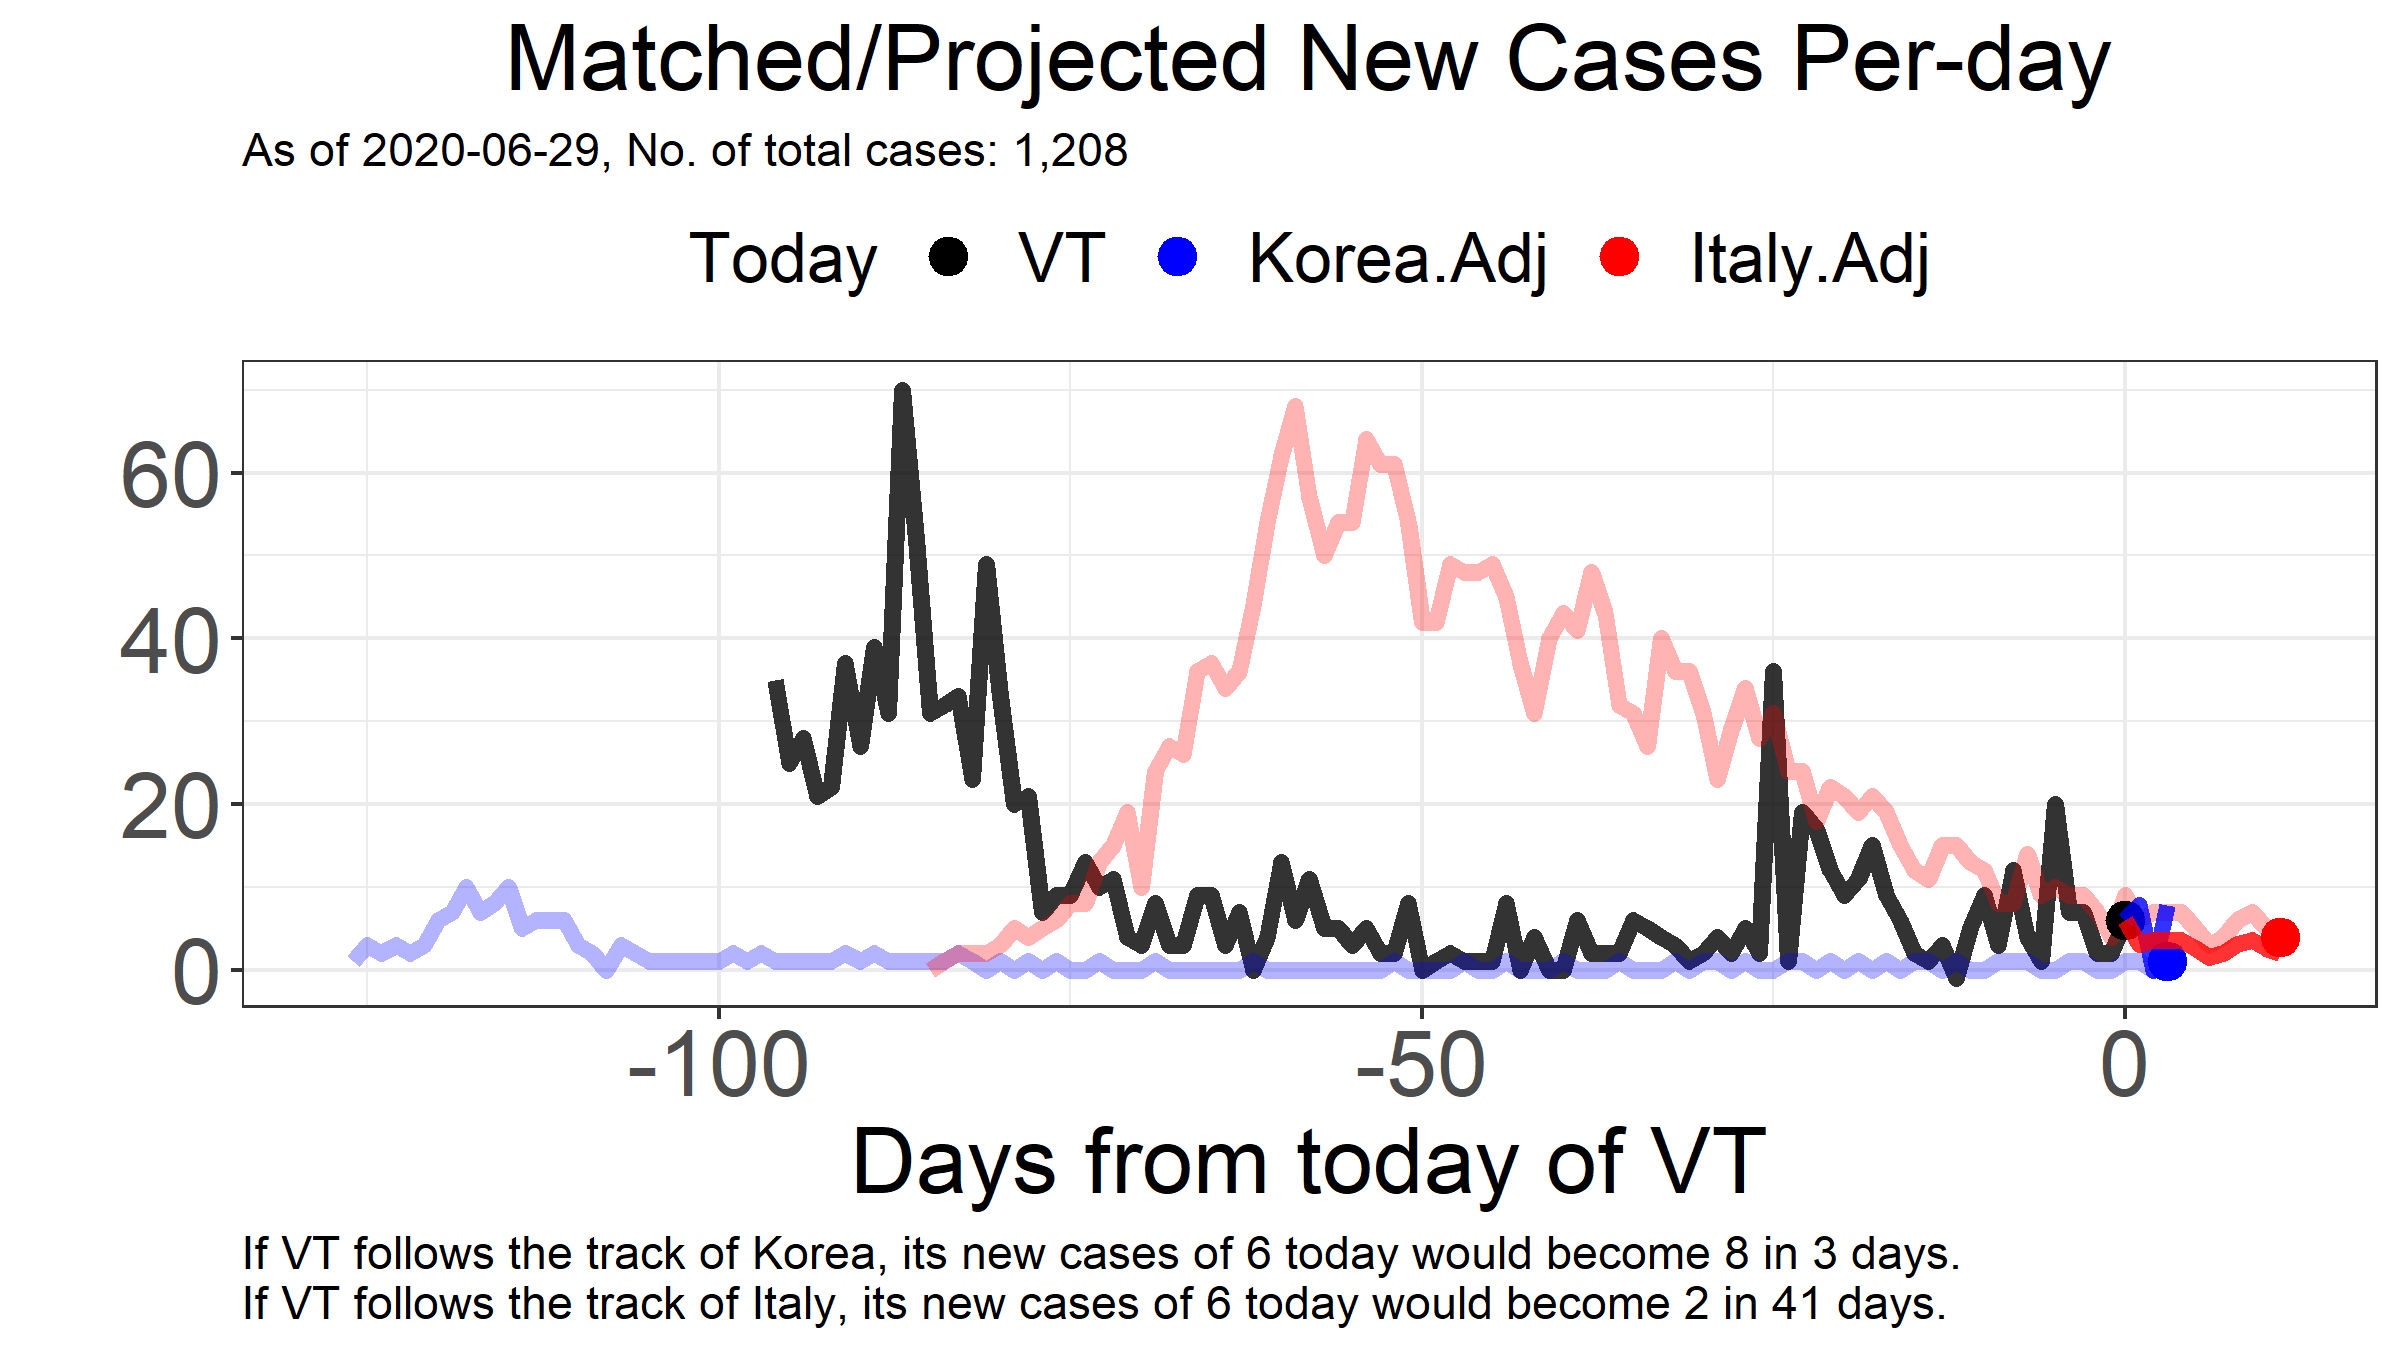 Matched/Projected New Cases Per-day
As of 2020-06-29, No. of total cases: 1,208
Today VT Korea.Adj Italy.Adj
60
40
20
0
-100 -50 0
Days from today of VT
If VT follows the track of Korea, its new cases of 6 today would become 8 in 3 days.
If VT follows the track of Italy, its new cases of 6 today would become 2 in 41 days.